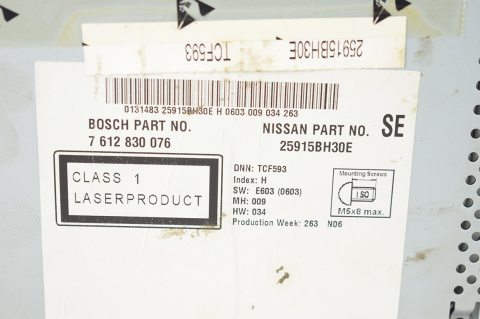 TCF593 25915BH30E
0131483 25915BH30E H 0603 009 034 263
BOSCH PART NO.
7 612 830 076
NISSAN PART NO.
25915BH30E
SE
CLASS 1
LASERPRODUCT
DNN: TCF593
Index: H
SW: E603 (0603)
MH: 009
HW: 034
Production Week: 263 N06
Mounting Screws
ISO
M5x8 max.